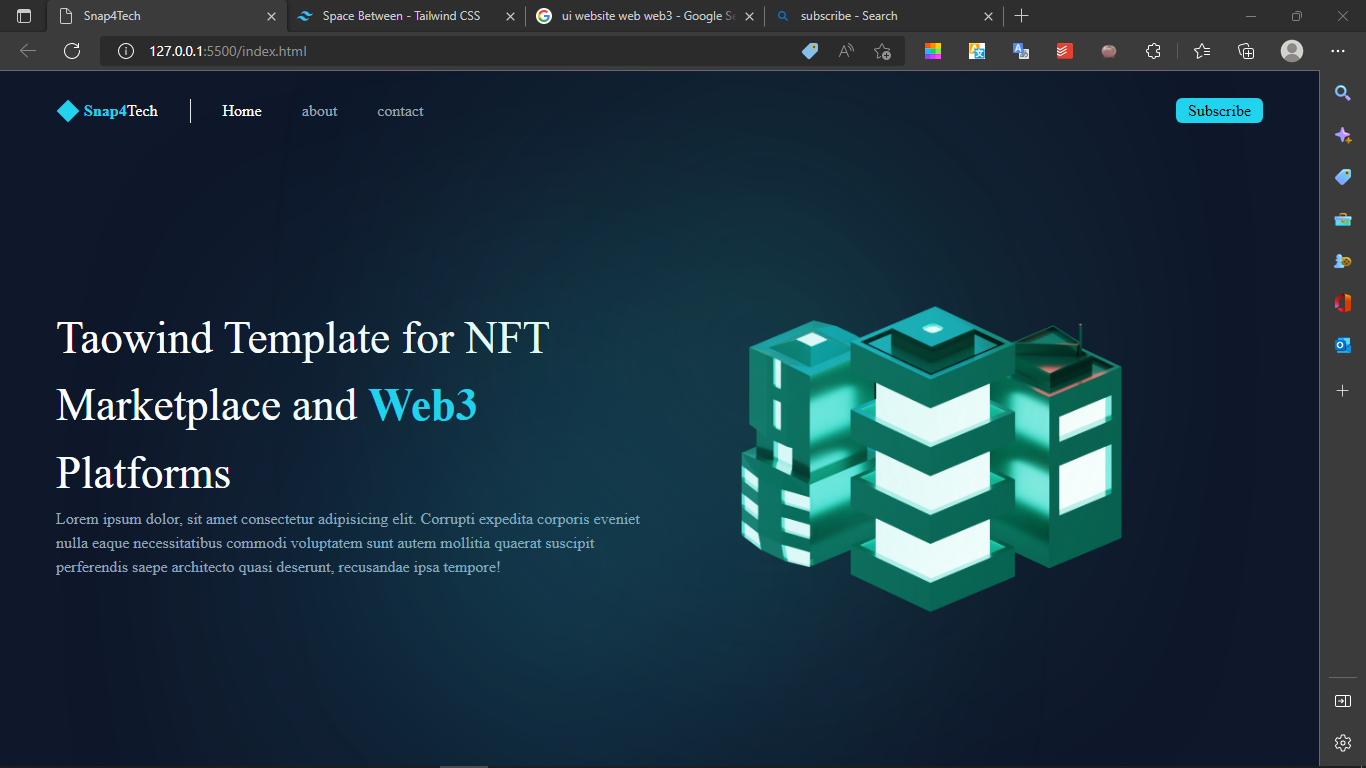 Snap4Tech
Space Between - Tailwind CSS
ui website web web3 - Google Se
subscribe - Search
127.0.0.1:5500/index.html
Snap4Tech
Home
about
contact
Subscribe
Taowind Template for NFT
Marketplace and Web3
Platforms
Lorem ipsum dolor, sit amet consectetur adipisicing elit. Corrupti expedita corporis eveniet
nulla eaque necessitatibus commodi voluptatem sunt autem mollitia quaerat suscipit
perferendis saepe architecto quasi deserunt, recusandae ipsa tempore!